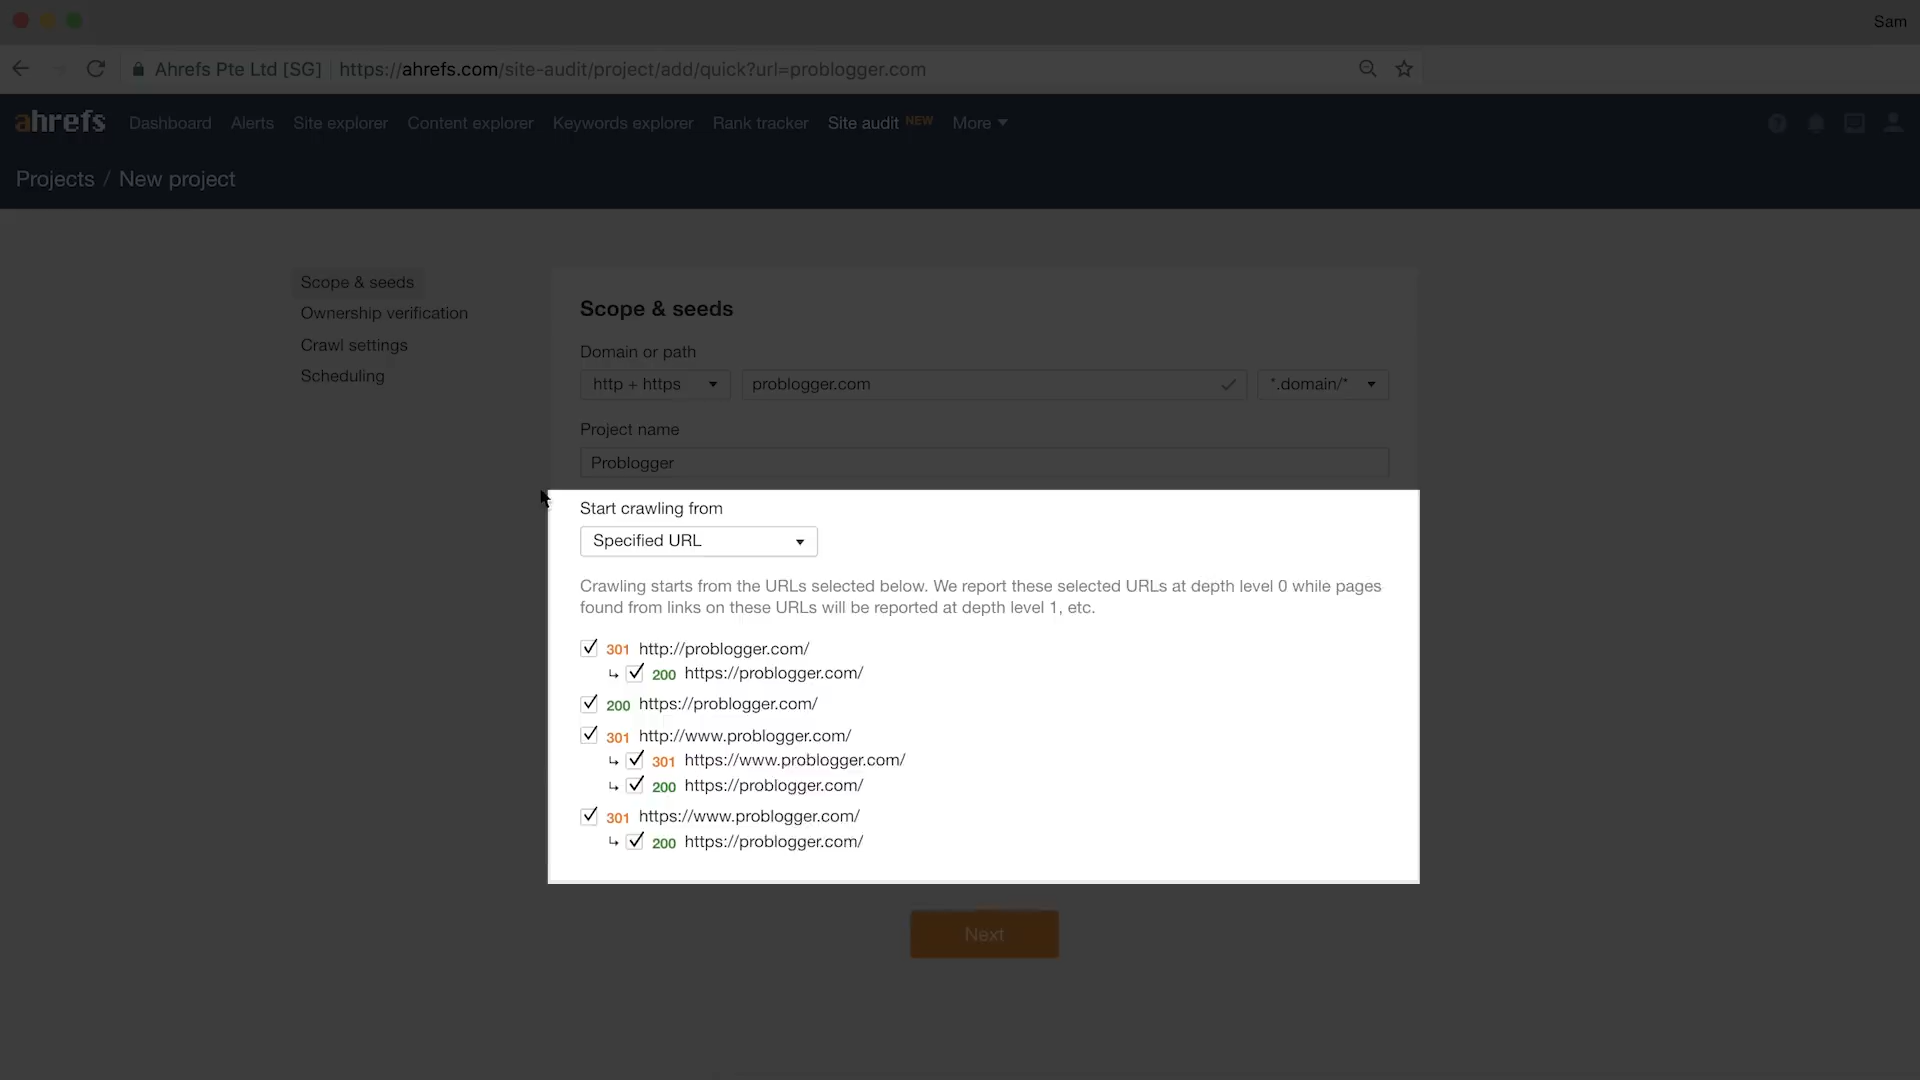 Sam
Ahrefs Pte Ltd [SG] https://ahrefs.com/site-audit/project/add/quick?url=problogger.com
ahrefs Dashboard Alerts Site explorer Content explorer Keywords explorer Rank tracker Site audit NEW More
Projects / New project
Scope & seeds
Ownership verification
Crawl settings
Scheduling
Scope & seeds
Domain or path
http + https problogger.com *.domain/*
Project name
Problogger
Start crawling from
Specified URL
Crawling starts from the URLs selected below. We report these selected URLs at depth level 0 while pages
found from links on these URLs will be reported at depth level 1, etc.
301 http://problogger.com/
200 https://problogger.com/
200 https://problogger.com/
301 http://www.problogger.com/
301 https://www.problogger.com/
200 https://problogger.com/
301 https://www.problogger.com/
200 https://problogger.com/
Next